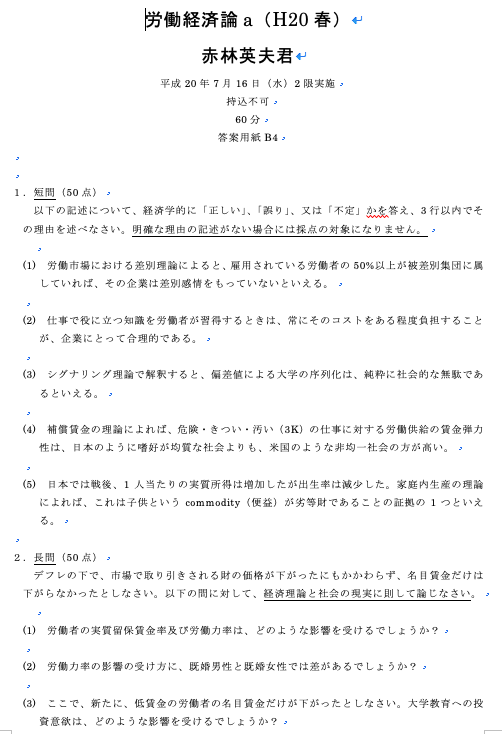 労働経済論 a（H20 春）
赤林英夫君
平成 20 年 7 月 16 日（水）2 限実施
持込不可
60 分
答案用紙 B4
１．短問（50 点）
以下の記述について、経済学的に「正しい」、「誤り」、又は「不定」かを答え、3 行以内でそ
の理由を述べなさい。明確な理由の記述がない場合には採点の対象になりません。
(1) 労働市場における差別理論によると、雇用されている労働者の 50%以上が被差別集団に属
していれば、その企業は差別感情をもっていないといえる。
(2) 仕事で役に立つ知識を労働者が習得するときは、常にそのコストをある程度負担すること
が、企業にとって合理的である。
(3) シグナリング理論で解釈すると、偏差値による大学の序列化は、純粋に社会的な無駄であ
るといえる。
(4) 補償賃金の理論によれば、危険・きつい・汚い（3K）の仕事に対する労働供給の賃金弾力
性は、日本のように嗜好が均質な社会よりも、米国のような非均一社会の方が高い。
(5) 日本では戦後、1 人当たりの実質所得は増加したが出生率は減少した。家庭内生産の理論
によれば、これは子供という commodity（便益）が劣等財であることの証拠の 1 つといえ
る。
２．長問（50 点）
デフレの下で、市場で取り引きされる財の価格が下がったにもかかわらず、名目賃金だけは
下がらなかったとしなさい。以下の問に対して、経済理論と社会の現実に則して論じなさい。
(1) 労働者の実質留保賃金率及び労働力率は、どのような影響を受けるでしょうか？
(2) 労働力率の影響の受け方に、既婚男性と既婚女性では差があるでしょうか？
(3) ここで、新たに、低賃金の労働者の名目賃金だけが下がったとしなさい。大学教育への投
資意欲は、どのような影響を受けるでしょうか？